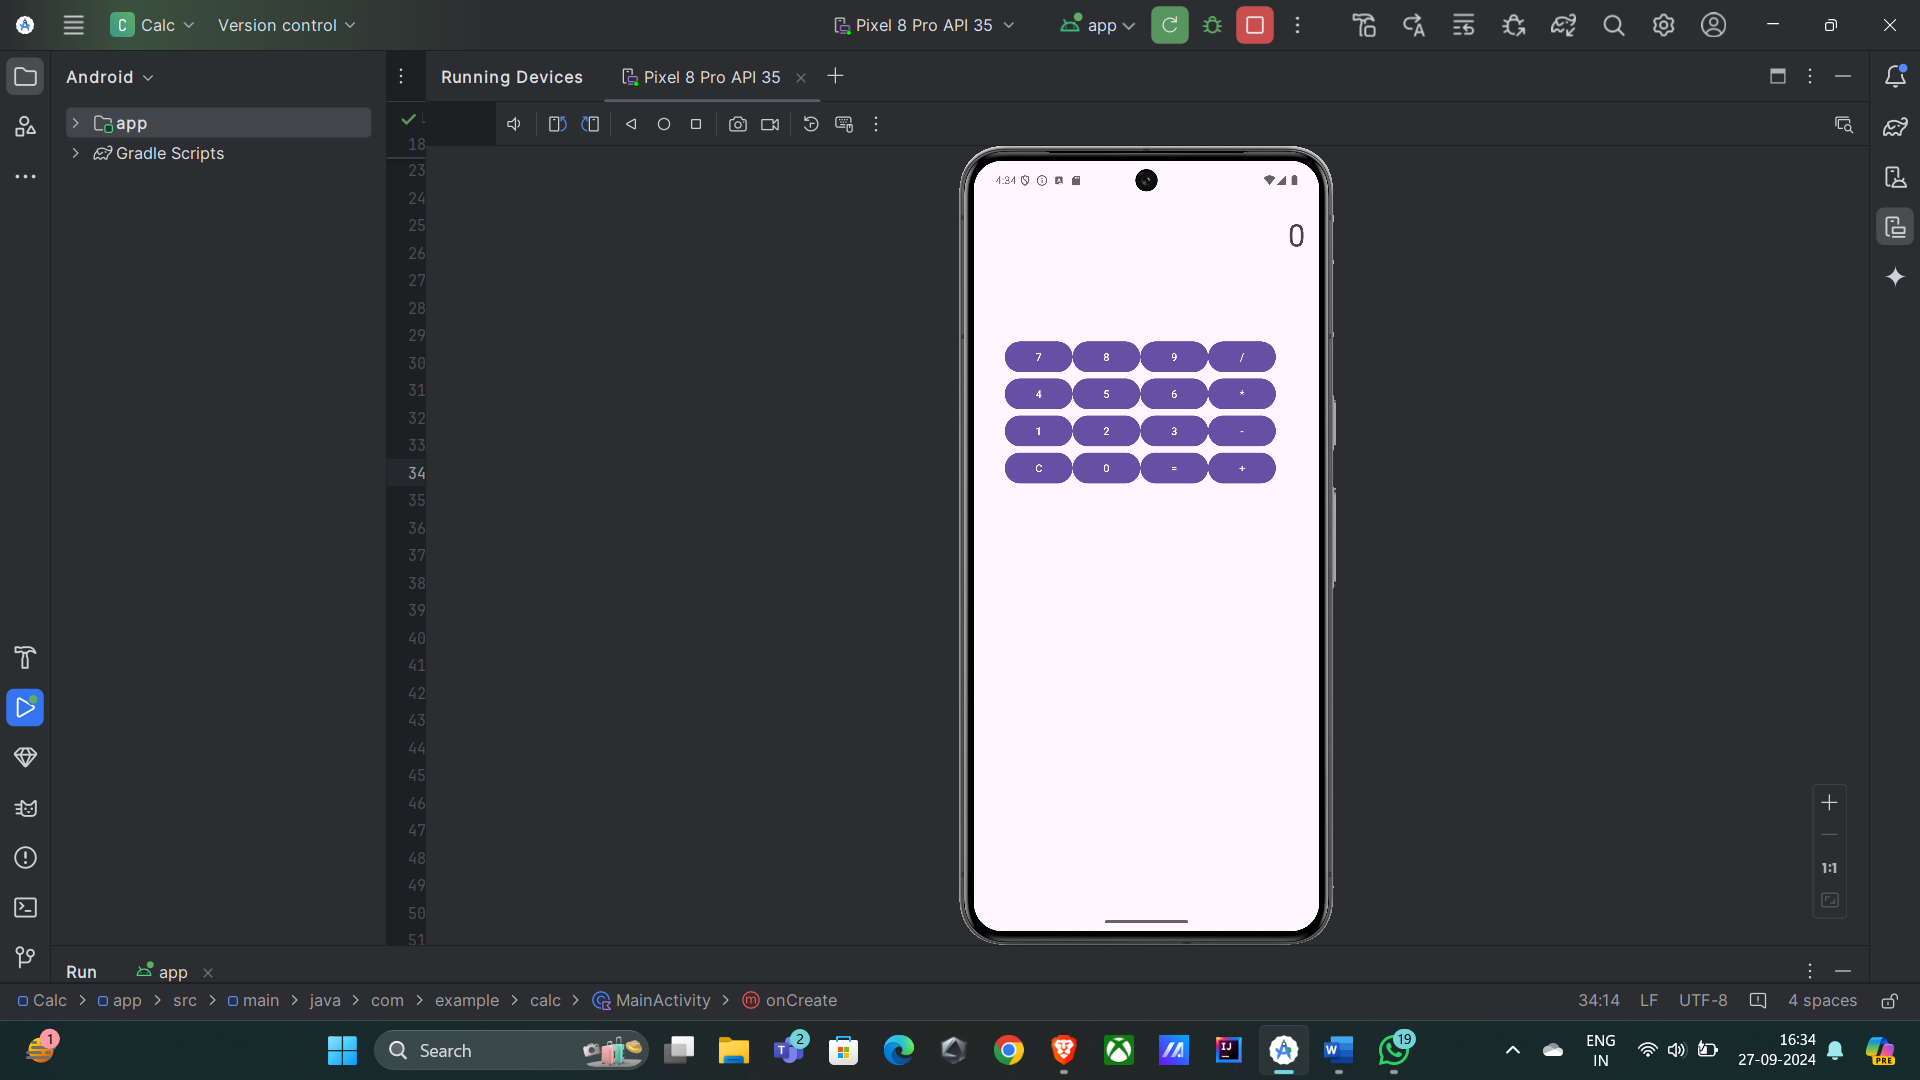 C Calc
Version control
Pixel 8 Pro API 35
app
Android
Running Devices
Pixel 8 Pro API 35
app
Gradle Scripts
18
23
24
25
26
27
28
29
30
31
32
33
34
35
36
37
38
39
40
41
42
43
44
45
46
47
48
49
50
51
4:34
0
7 8 9 /
4 5 6 *
1 2 3 -
C 0 = +
1:1
Run
app
Calc > app > src > main > java > com > example > calc > MainActivity > onCreate
34:14 LF UTF-8 4 spaces
1
Search
2
19
ENG
IN
16:34
27-09-2024
PRE